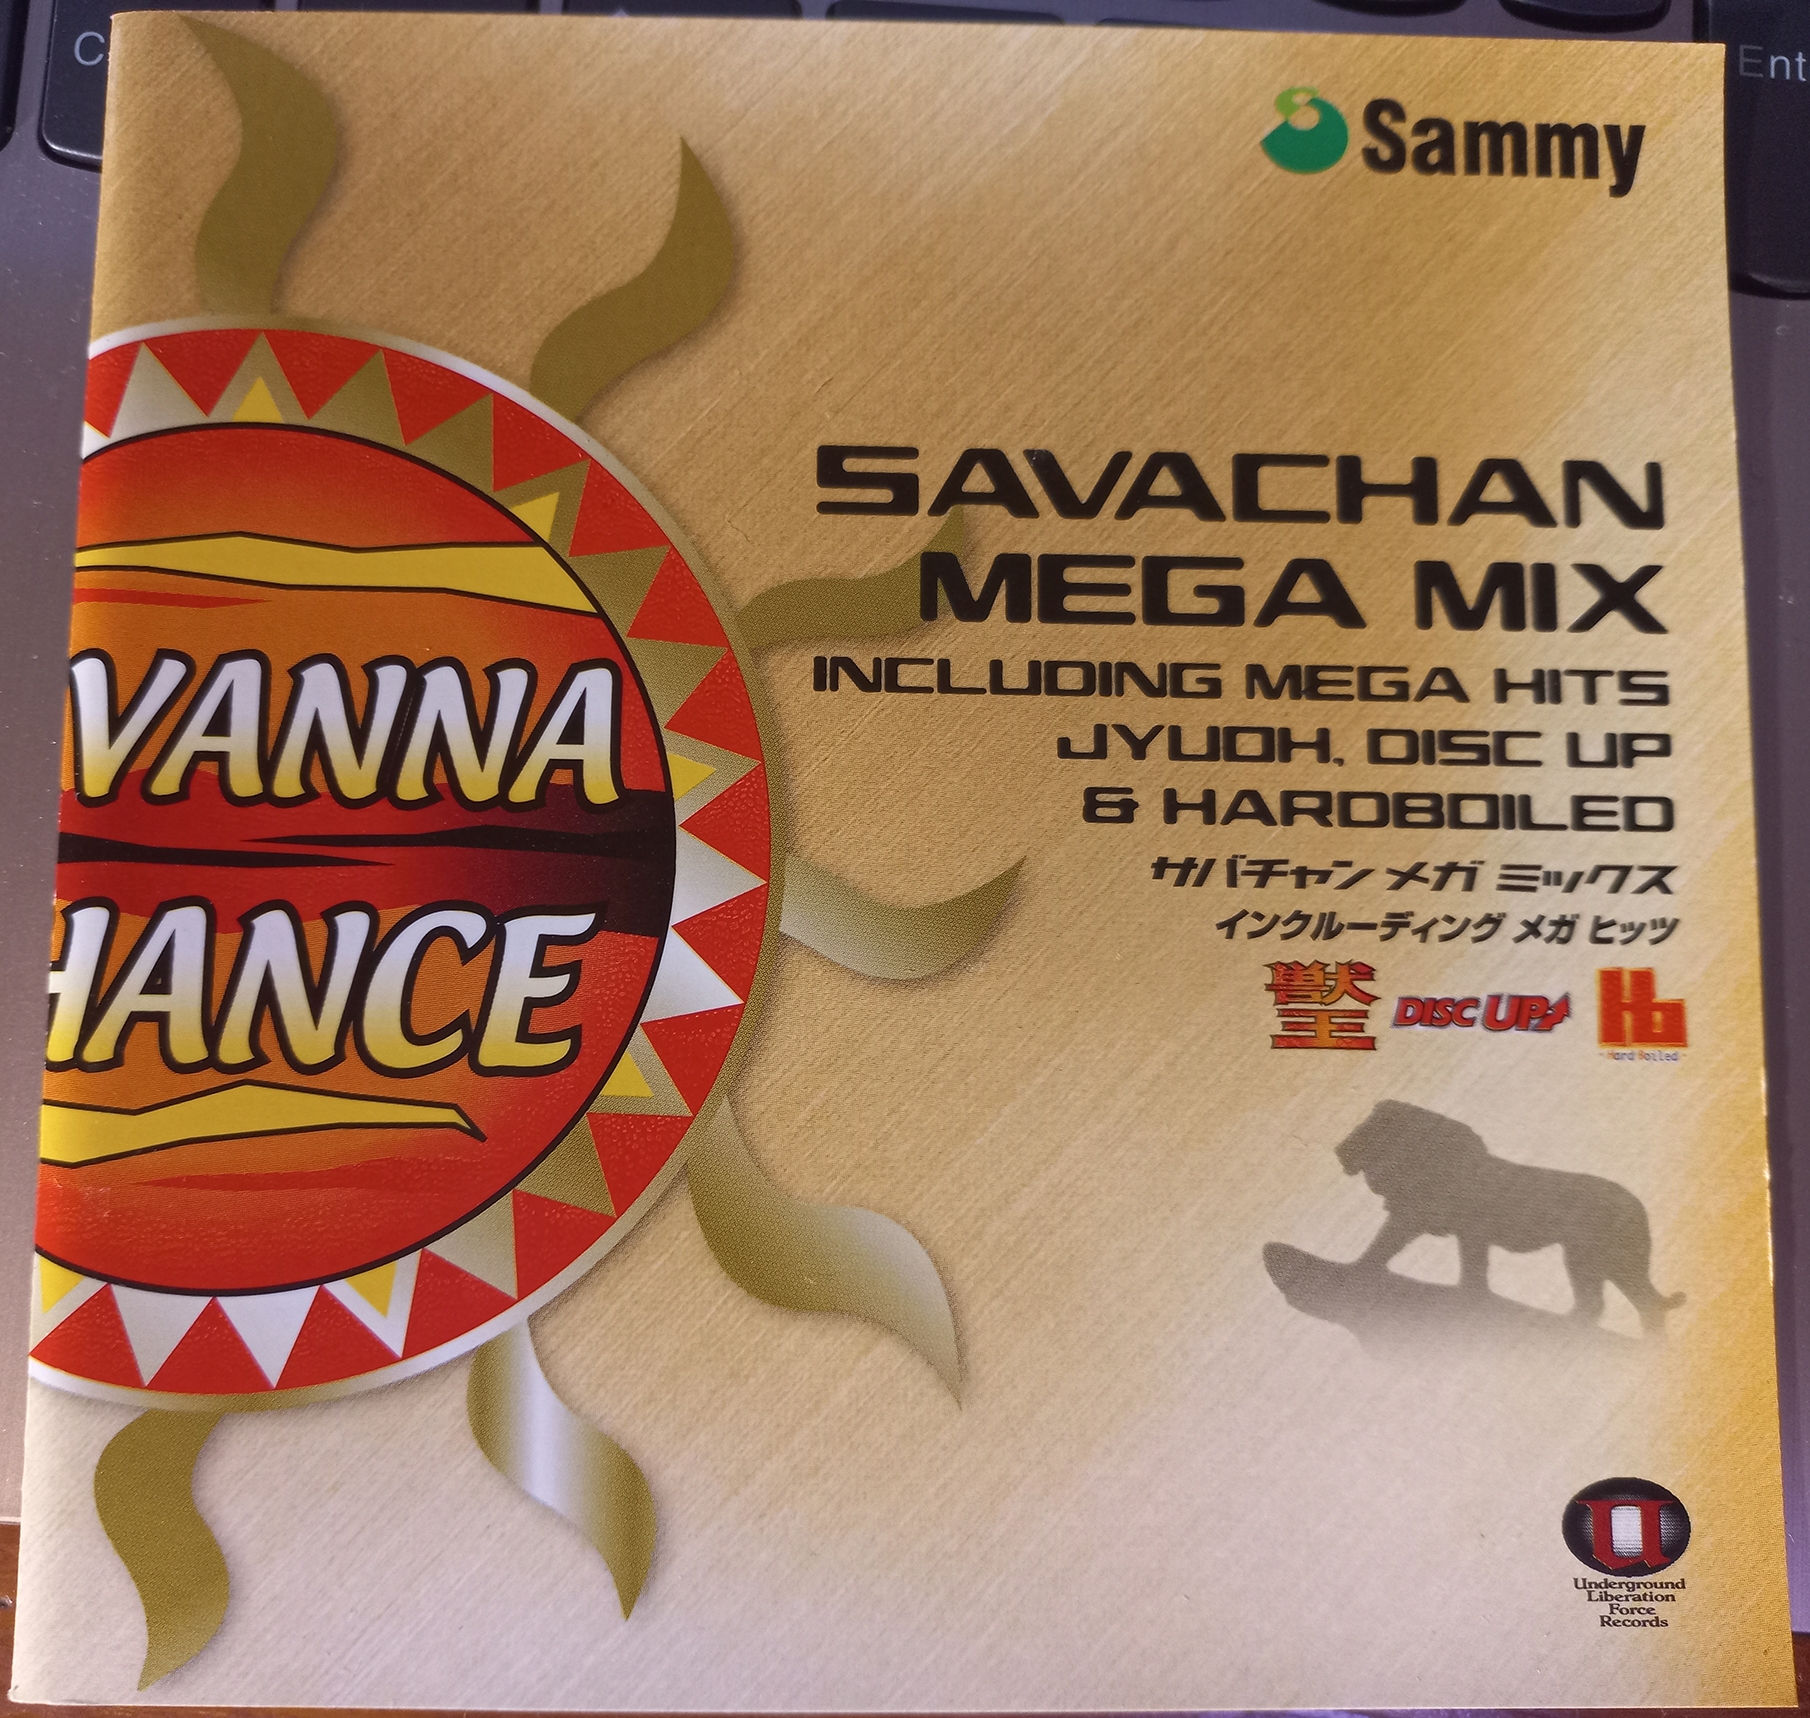 C
Ent
Sammy
SAVACHAN
MEGA MIX
INCLUDING MEGA HITS
JYUOH, DISC UP
& HARDBOILED
サバチャン メガ ミックス
インクルーディング メガ ヒッツ
獣王
DISC UP
Hb
Hard Boiled
VANNA
HANCE
U
Underground
Liberation
Force
Records